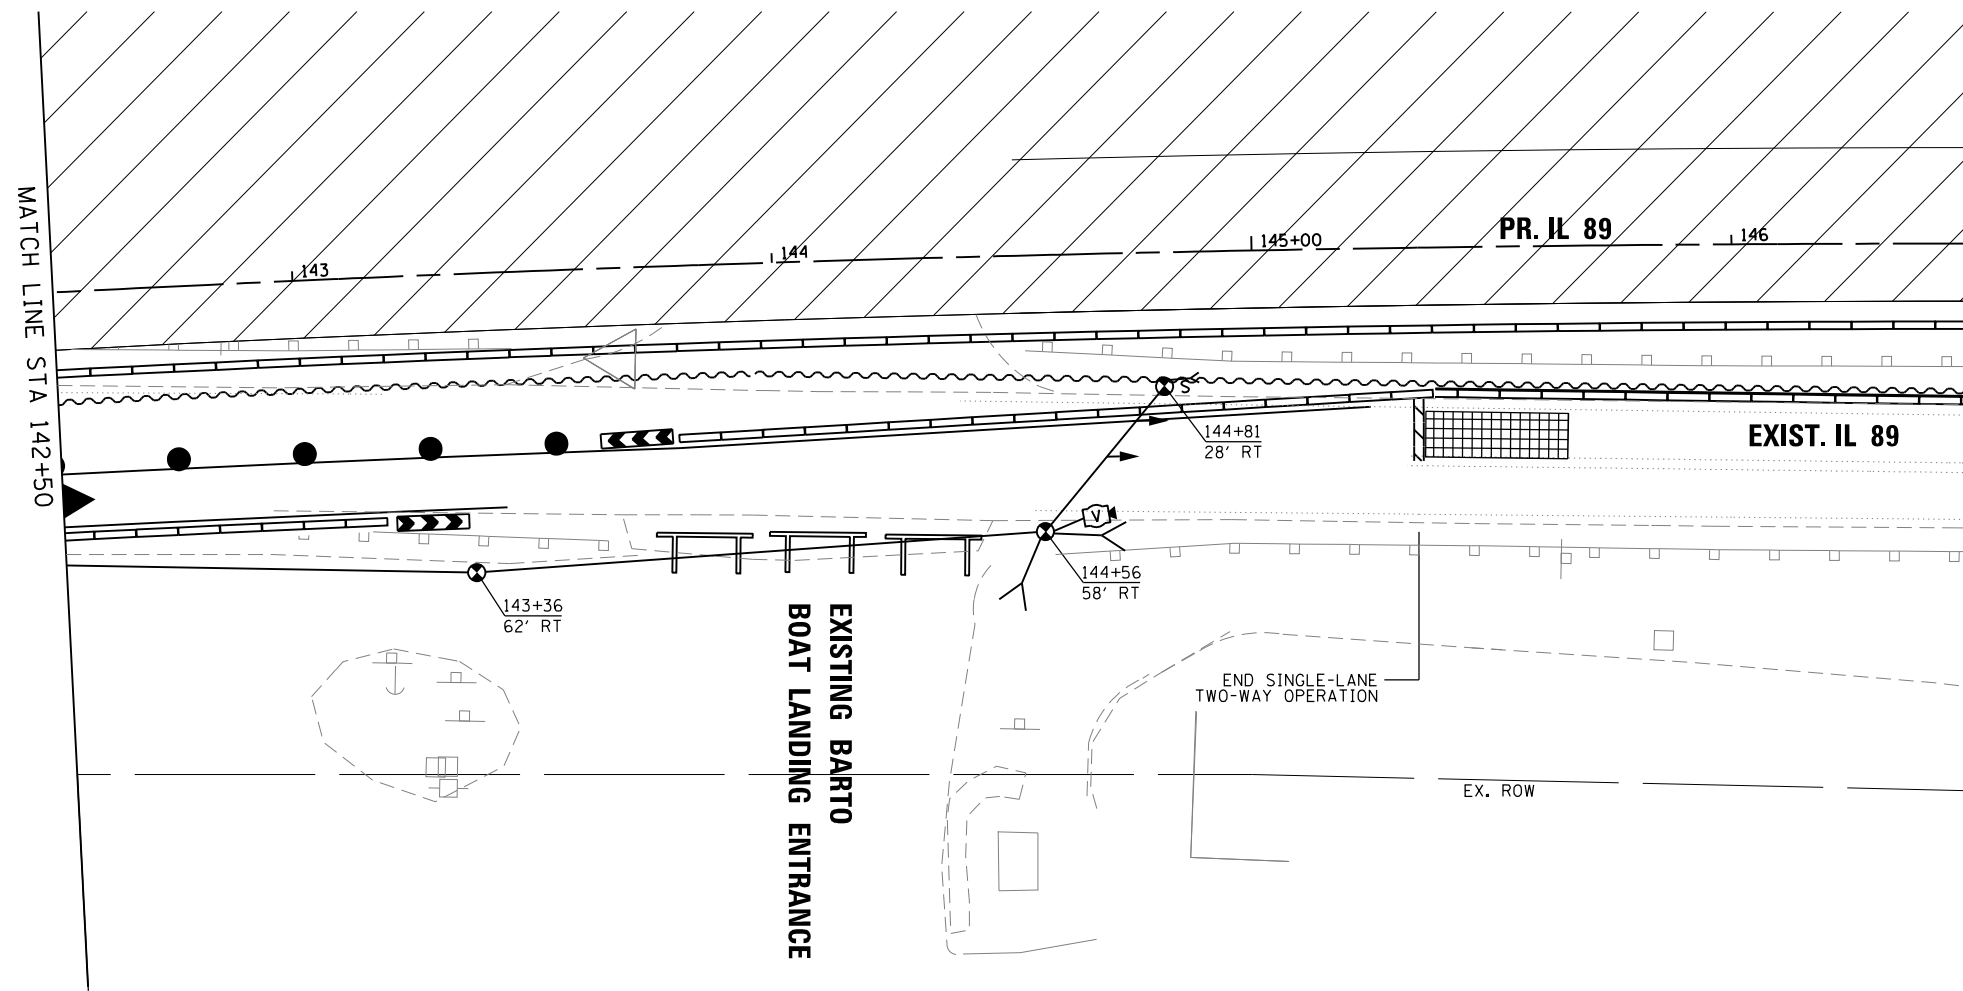 MATCH LINE STA 142+50
143
144
145+00
PR. IL 89
146
S
144+81
28' RT
EXIST. IL 89
V
144+56
58' RT
143+36
62' RT
EXISTING BARTO
BOAT LANDING ENTRANCE
END SINGLE-LANE
TWO-WAY OPERATION
EX. ROW